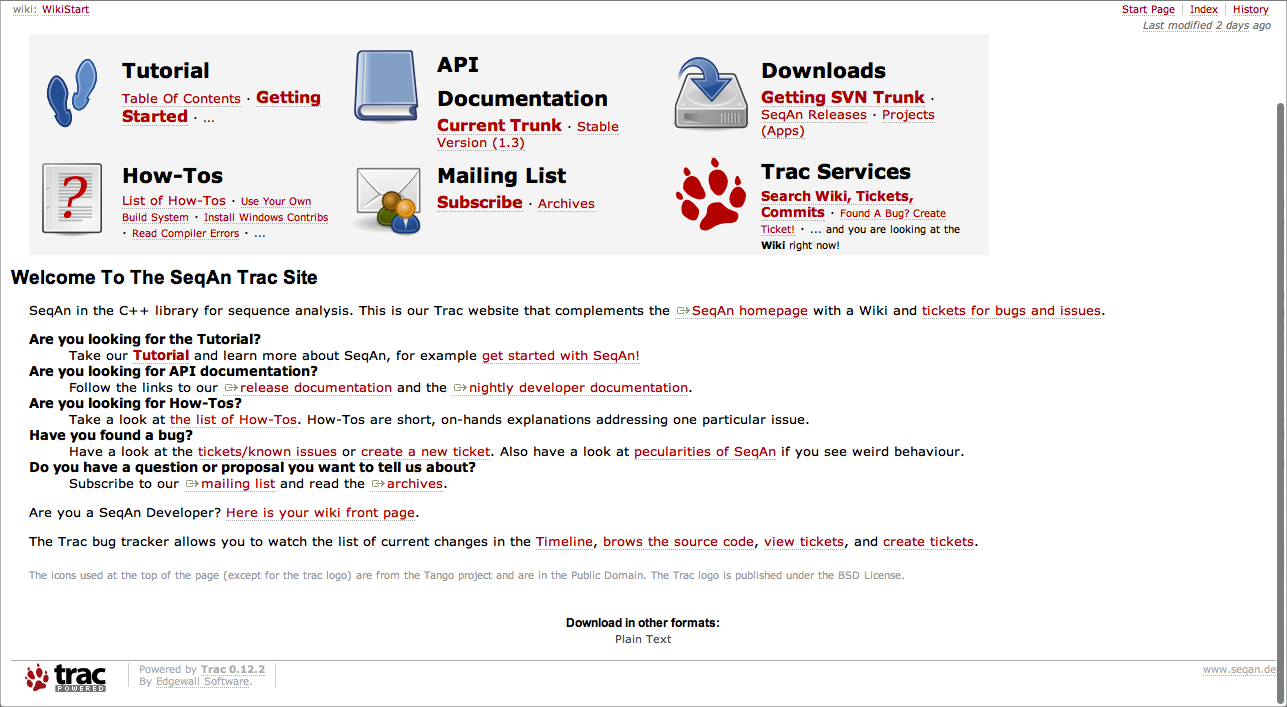 wiki: WikiStart
Start Page Index History
Last modified 2 days ago
Tutorial
Table Of Contents · Getting
Started · ...
API
Documentation
Current Trunk · Stable
Version (1.3)
Downloads
Getting SVN Trunk ·
SeqAn Releases · Projects
(Apps)
?
How-Tos
List of How-Tos · Use Your Own
Build System · Install Windows Contribs
· Read Compiler Errors · ...
Mailing List
Subscribe · Archives
Trac Services
Search Wiki, Tickets,
Commits · Found A Bug? Create
Ticket! · ... and you are looking at the
Wiki right now!
Welcome To The SeqAn Trac Site
SeqAn in the C++ library for sequence analysis. This is our Trac website that complements the SeqAn homepage with a Wiki and tickets for bugs and issues.
Are you looking for the Tutorial?
Take our Tutorial and learn more about SeqAn, for example get started with SeqAn!
Are you looking for API documentation?
Follow the links to our release documentation and the nightly developer documentation.
Are you looking for How-Tos?
Take a look at the list of How-Tos. How-Tos are short, on-hands explanations addressing one particular issue.
Have you found a bug?
Have a look at the tickets/known issues or create a new ticket. Also have a look at pecularities of SeqAn if you see weird behaviour.
Do you have a question or proposal you want to tell us about?
Subscribe to our mailing list and read the archives.
Are you a SeqAn Developer? Here is your wiki front page.
The Trac bug tracker allows you to watch the list of current changes in the Timeline, brows the source code, view tickets, and create tickets.
The icons used at the top of the page (except for the trac logo) are from the Tango project and are in the Public Domain. The Trac logo is published under the BSD License.
Download in other formats:
Plain Text
trac
POWERED
Powered by Trac 0.12.2
By Edgewall Software.
www.seqan.de